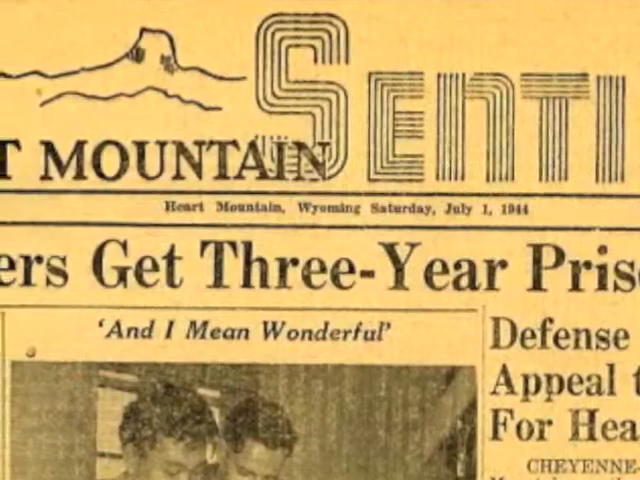 SENTI
T MOUNTAIN
Heart Mountain, Wyoming Saturday, July 1, 1944
ers Get Three-Year Priso
'And I Mean Wonderful'
Defense
Appeal t
For Hea
CHEYENNE-